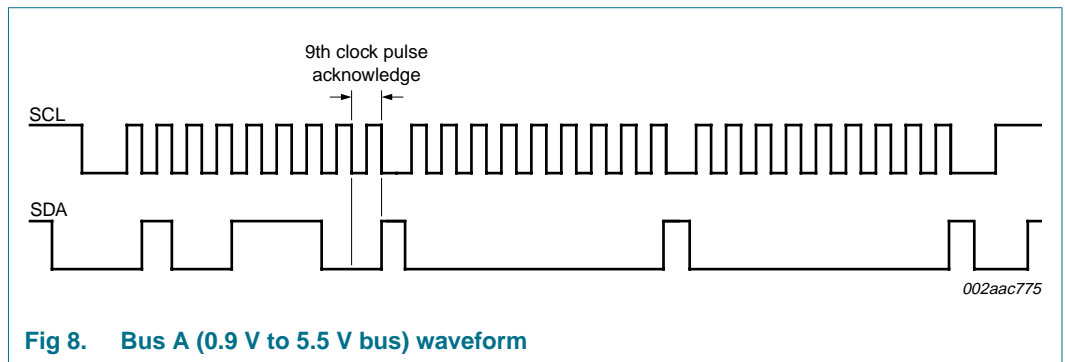 9th clock pulse
acknowledge
SCL
SDA
002aac775
Fig 8. Bus A (0.9 V to 5.5 V bus) waveform